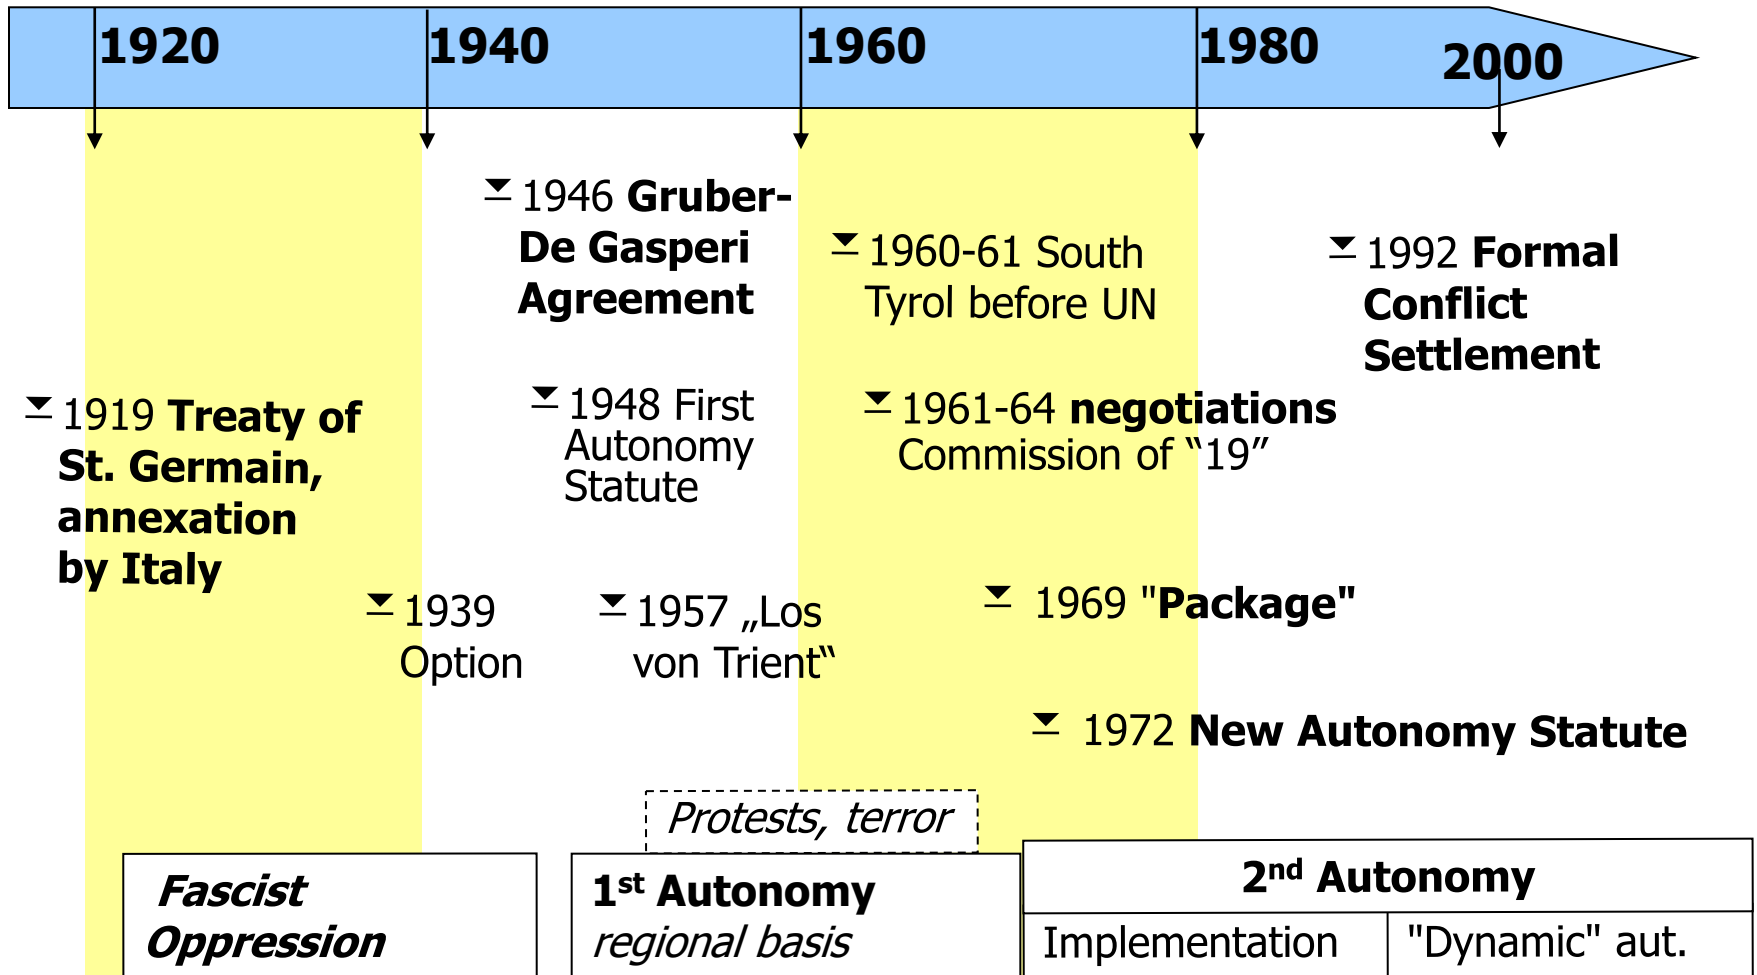 1920 1940 1960 1980 2000
1946 Gruber-
De Gasperi
Agreement
1960-61 South
Tyrol before UN
1992 Formal
Conflict
Settlement
1919 Treaty of
St. Germain,
annexation
by Italy
1948 First
Autonomy
Statute
1961-64 negotiations
Commission of “19”
1939
Option
1957 „Los
von Trient“
1969 "Package"
1972 New Autonomy Statute
Protests, terror
Fascist
Oppression
1st Autonomy
regional basis
2nd Autonomy
Implementation
"Dynamic" aut.